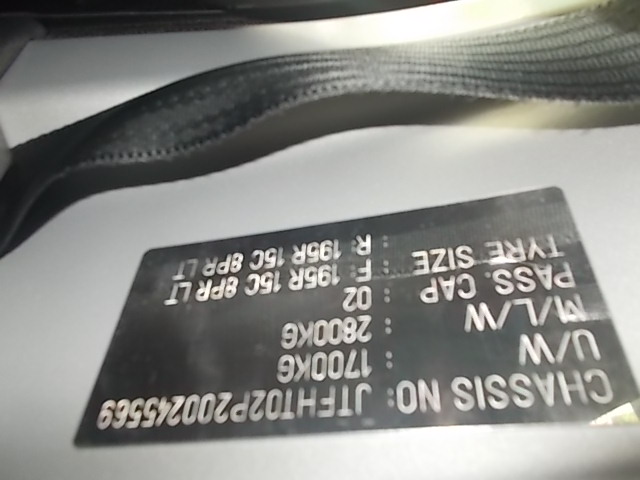 CHASSIS NO: JTFHT02P200245569
U/W : 1700KG
M/L/W : 2800KG
PASS. CAP : 02
TYRE SIZE : F: 195R 15C 8PR LT
: R: 195R 15C 8PR LT